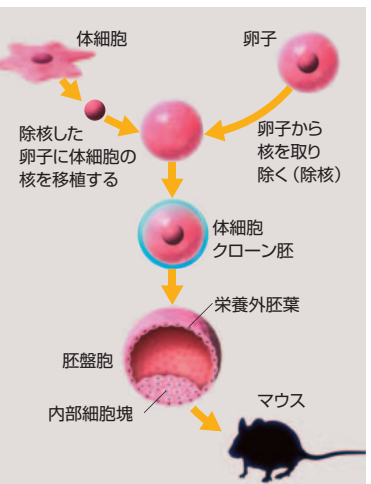 体細胞
卵子
除核した
卵子に体細胞の
核を移植する
卵子から
核を取り
除く（除核）
体細胞
クローン胚
栄養外胚葉
胚盤胞
内部細胞塊
マウス